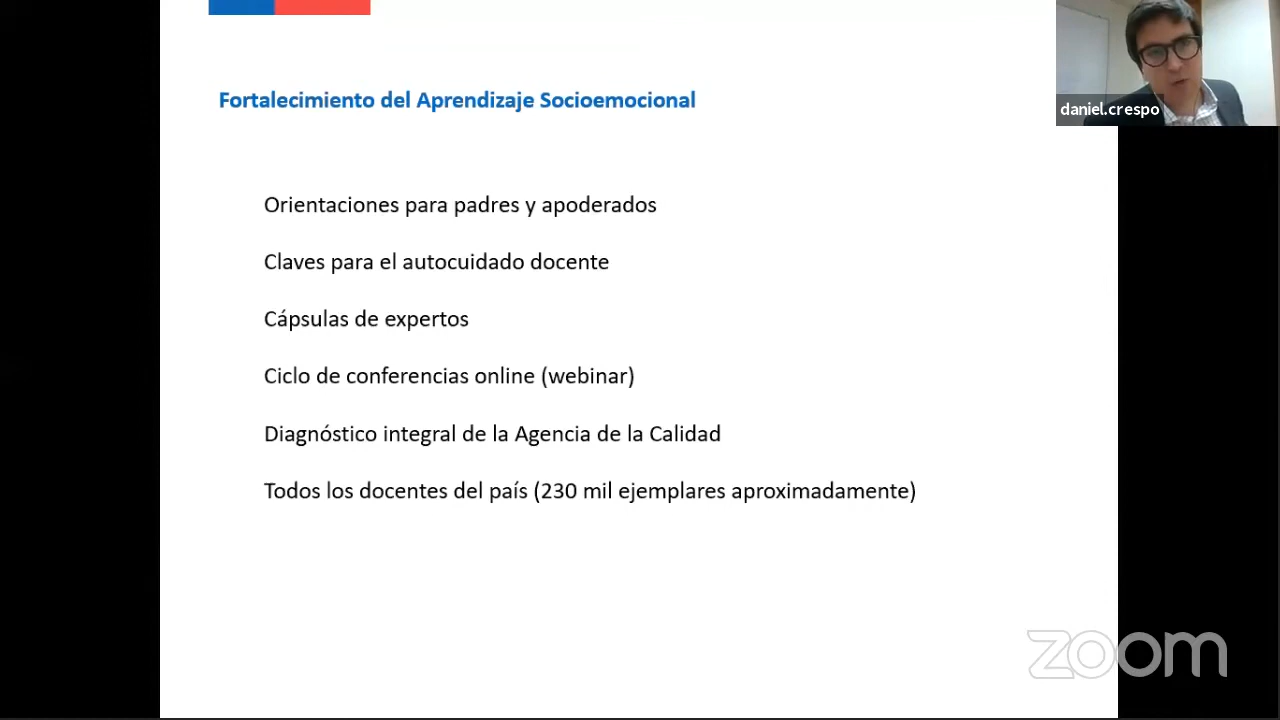 Fortalecimiento del Aprendizaje Socioemocional
daniel.crespo
Orientaciones para padres y apoderados
Claves para el autocuidado docente
Cápsulas de expertos
Ciclo de conferencias online (webinar)
Diagnóstico integral de la Agencia de la Calidad
Todos los docentes del país (230 mil ejemplares aproximadamente)
zoom